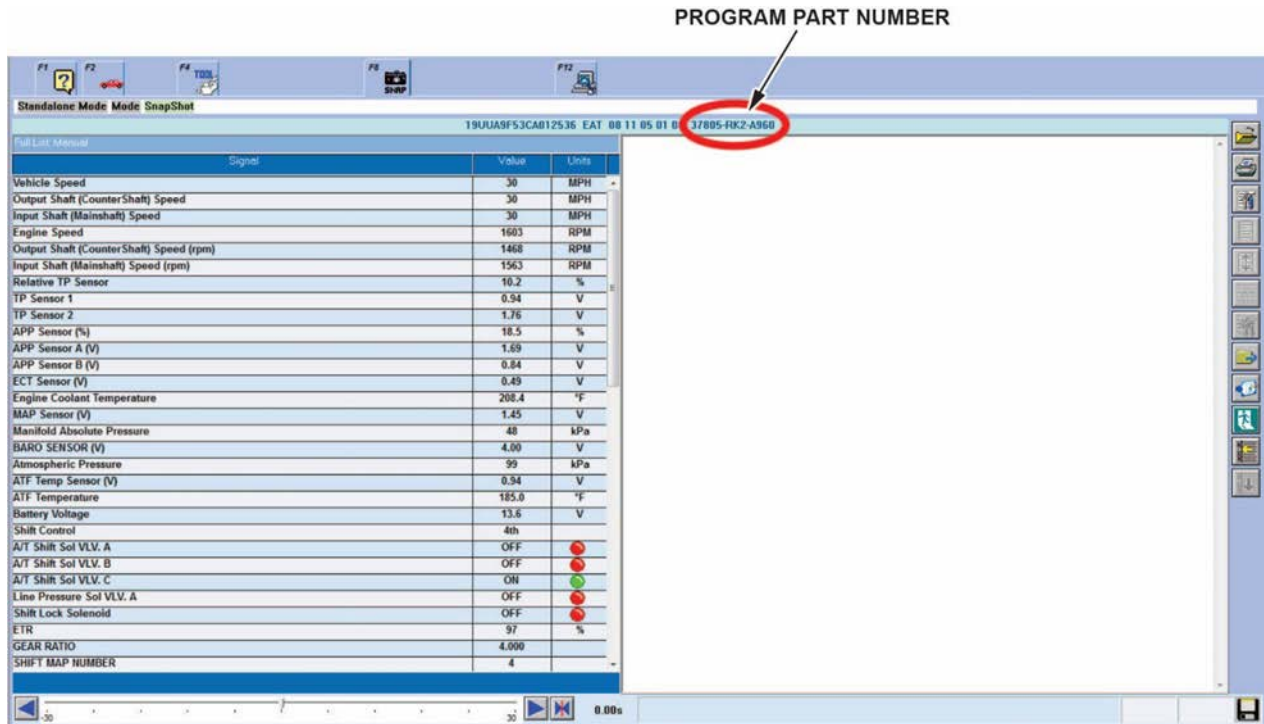 PROGRAM PART NUMBER
F1 F2 F4 TOOL F8 SNAP F12
Standalone Mode Mode SnapShot
19UUA9F53CA012536 EAT 00 11 05 01 37805-RK2-A960
Full List: Manual
Signal Value Units
Vehicle Speed 30 MPH
Output Shaft (CounterShaft) Speed 30 MPH
Input Shaft (Mainshaft) Speed 30 MPH
Engine Speed 1603 RPM
Output Shaft (CounterShaft) Speed (rpm) 1468 RPM
Input Shaft (Mainshaft) Speed (rpm) 1563 RPM
Relative TP Sensor 10.2 %
TP Sensor 1 0.94 V
TP Sensor 2 1.76 V
APP Sensor (%) 18.5 %
APP Sensor A (V) 1.69 V
APP Sensor B (V) 0.84 V
ECT Sensor (V) 0.49 V
Engine Coolant Temperature 208.4 °F
MAP Sensor (V) 1.45 V
Manifold Absolute Pressure 48 kPa
BARO SENSOR (V) 4.00 V
Atmospheric Pressure 99 kPa
ATF Temp Sensor (V) 0.94 V
ATF Temperature 185.0 °F
Battery Voltage 13.6 V
Shift Control 4th
A/T Shift Sol VLV. A OFF
A/T Shift Sol VLV. B OFF
A/T Shift Sol VLV. C ON
Line Pressure Sol VLV. A OFF
Shift Lock Solenoid OFF
ETR 97 %
GEAR RATIO 4.000
SHIFT MAP NUMBER 4
-30 30 0.00s